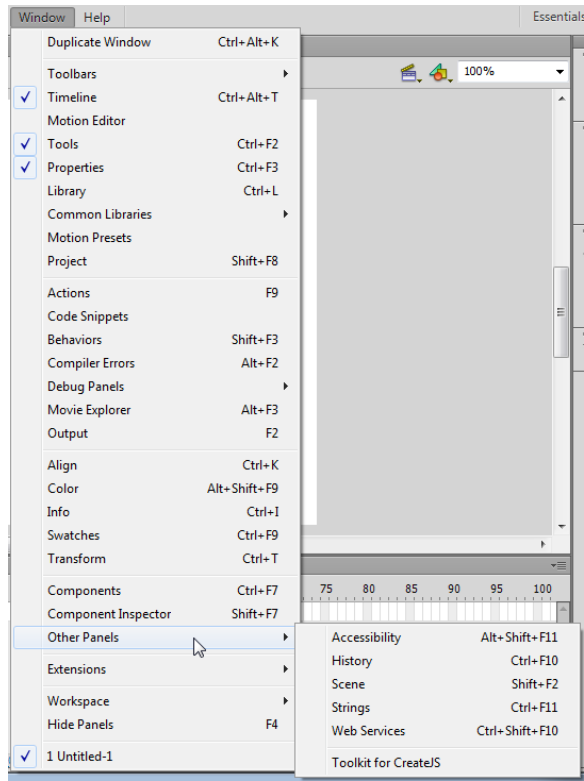 Window Help Essentials
Duplicate Window Ctrl+Alt+K
Toolbars
100%
Timeline Ctrl+Alt+T
Motion Editor
Tools Ctrl+F2
Properties Ctrl+F3
Library Ctrl+L
Common Libraries
Motion Presets
Project Shift+F8
Actions F9
Code Snippets
Behaviors Shift+F3
Compiler Errors Alt+F2
Debug Panels
Movie Explorer Alt+F3
Output F2
Align Ctrl+K
Color Alt+Shift+F9
Info Ctrl+I
Swatches Ctrl+F9
Transform Ctrl+T
Components Ctrl+F7
75 80 85 90 95 100
Component Inspector Shift+F7
Other Panels
Accessibility Alt+Shift+F11
History Ctrl+F10
Scene Shift+F2
Strings Ctrl+F11
Web Services Ctrl+Shift+F10
Toolkit for CreateJS
Extensions
Workspace
Hide Panels F4
1 Untitled-1